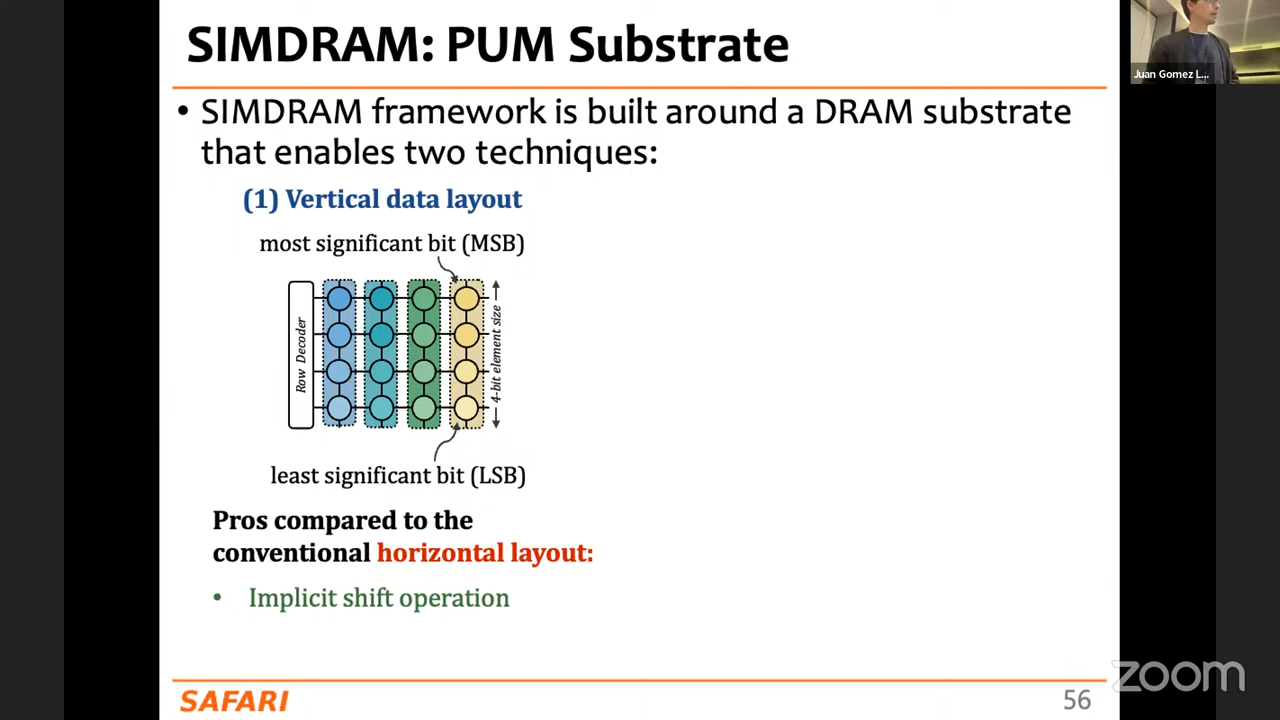 SIMDRAM: PUM Substrate
Juan Gomez L...
• SIMDRAM framework is built around a DRAM substrate
that enables two techniques:
(1) Vertical data layout
most significant bit (MSB)
Row Decoder
4-bit element size
least significant bit (LSB)
Pros compared to the
conventional horizontal layout:
• Implicit shift operation
SAFARI
56
zoom